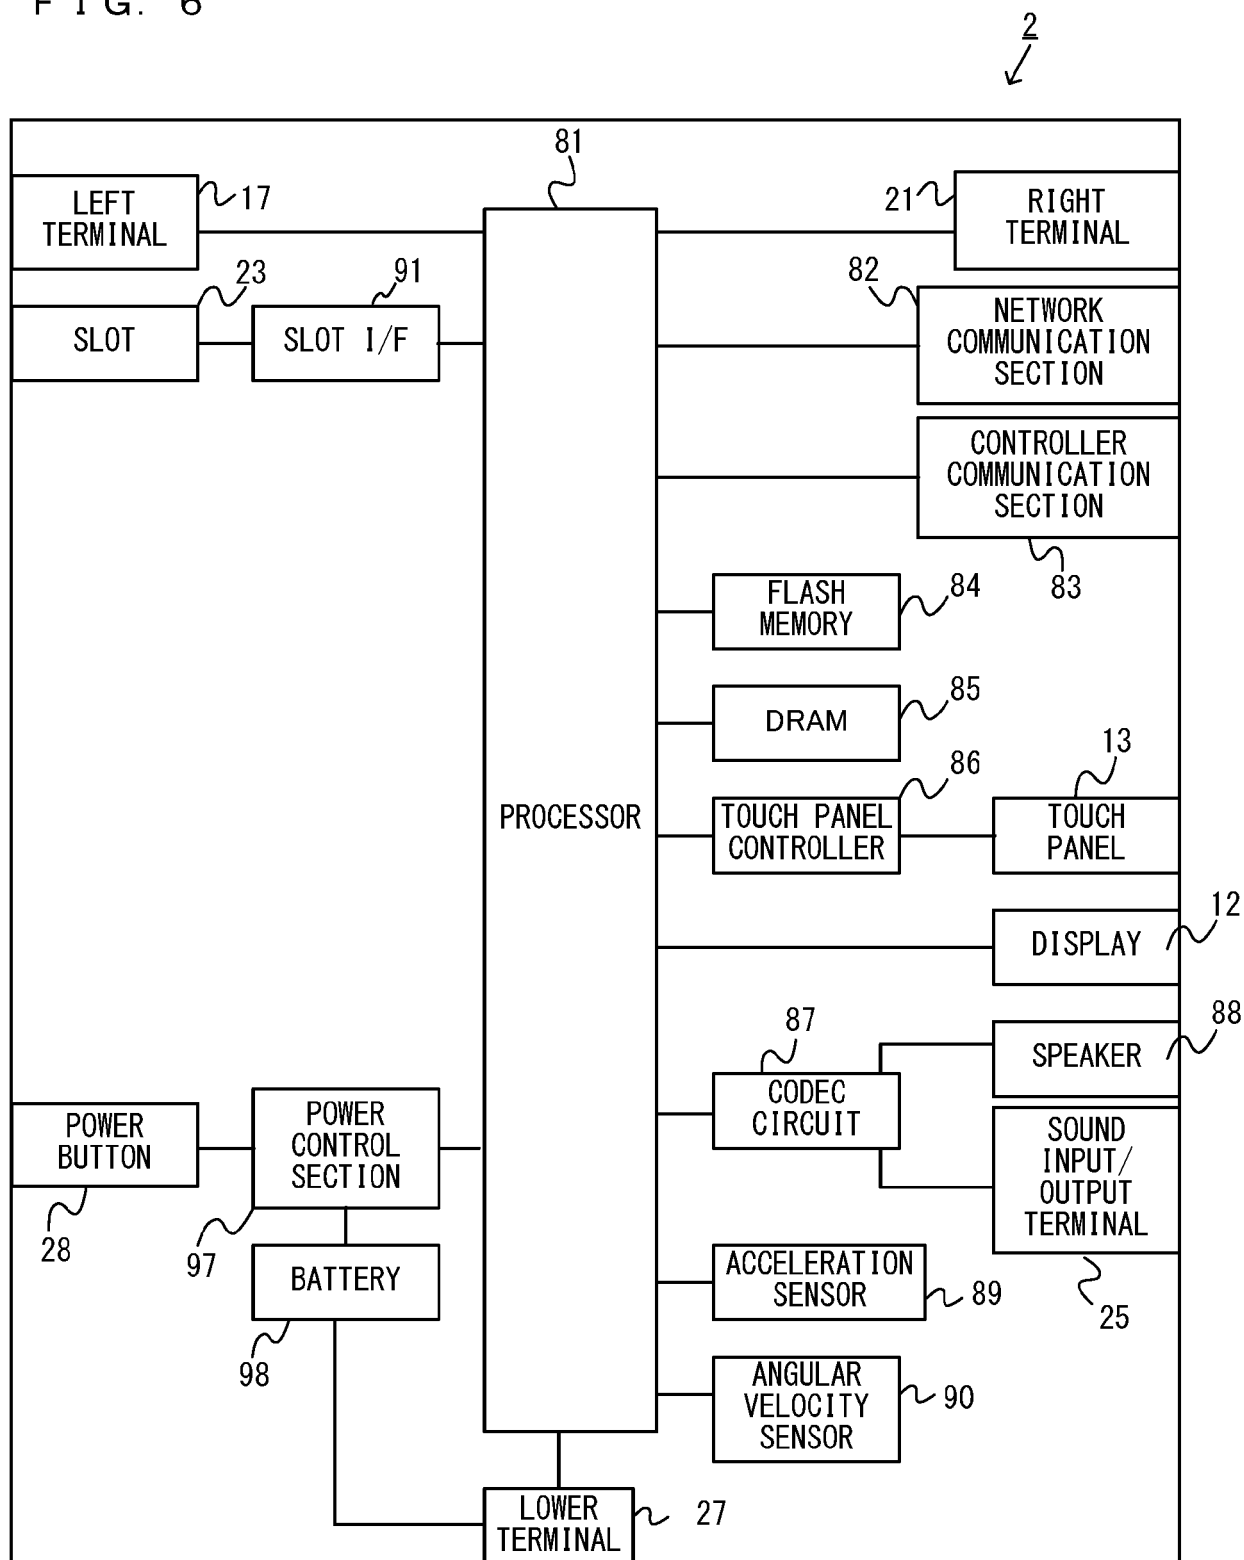 FIG. 6
2
81
LEFT
TERMINAL
17
21
RIGHT
TERMINAL
23
91
82
SLOT
SLOT I/F
NETWORK
COMMUNICATION
SECTION
CONTROLLER
COMMUNICATION
SECTION
83
FLASH
MEMORY
84
DRAM
85
86
13
PROCESSOR
TOUCH PANEL
CONTROLLER
TOUCH
PANEL
12
DISPLAY
87
88
SPEAKER
CODEC
CIRCUIT
POWER
BUTTON
POWER
CONTROL
SECTION
SOUND
INPUT/
OUTPUT
TERMINAL
28
97
BATTERY
ACCELERATION
SENSOR
89
25
98
ANGULAR
VELOCITY
SENSOR
90
LOWER
TERMINAL
27